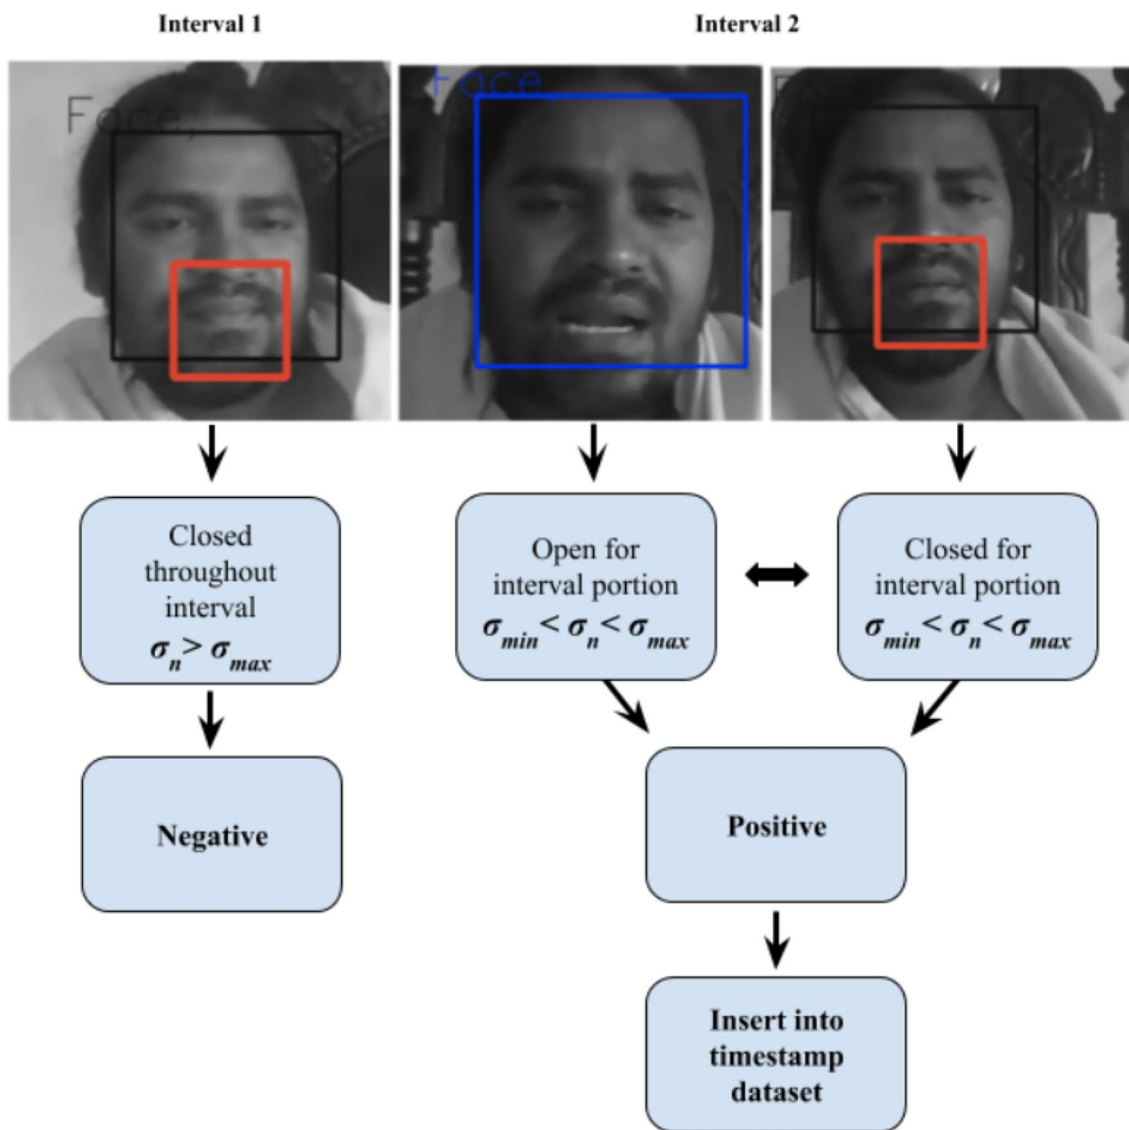 Interval 1
Interval 2
Face,
Face,
Closed
throughout
interval
σₙ > σₘₐₓ
Open for
interval portion
σₘᵢₙ < σₙ < σₘₐₓ
Closed for
interval portion
σₘᵢₙ < σₙ < σₘₐₓ
Negative
Positive
Insert into
timestamp
dataset